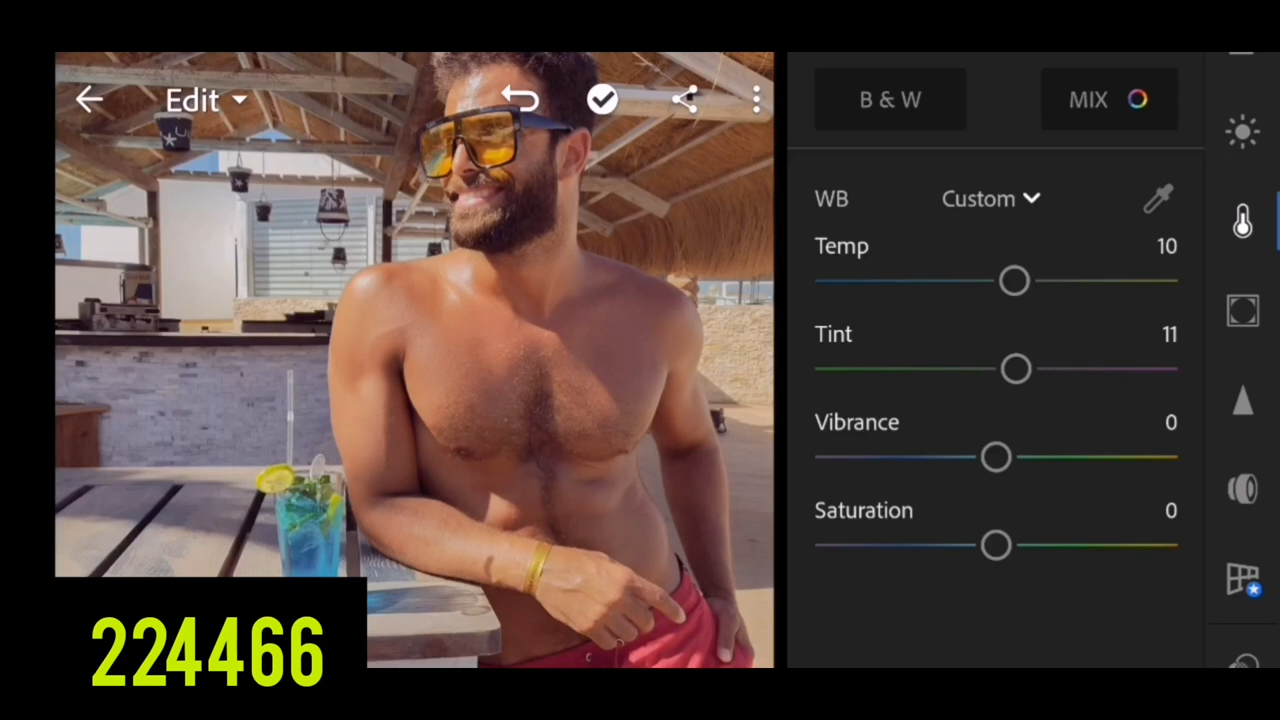 Edit
B & W
MIX
WB
Custom
Temp
10
Tint
11
Vibrance
0
Saturation
0
224466